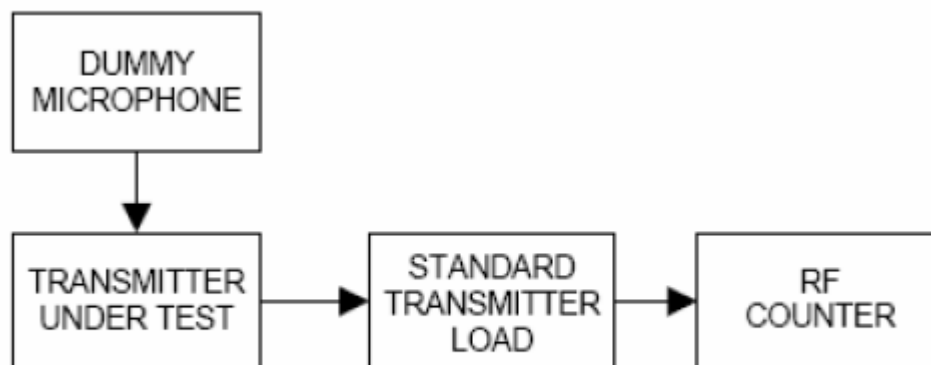 DUMMY
MICROPHONE
TRANSMITTER
UNDER TEST
STANDARD
TRANSMITTER
LOAD
RF
COUNTER